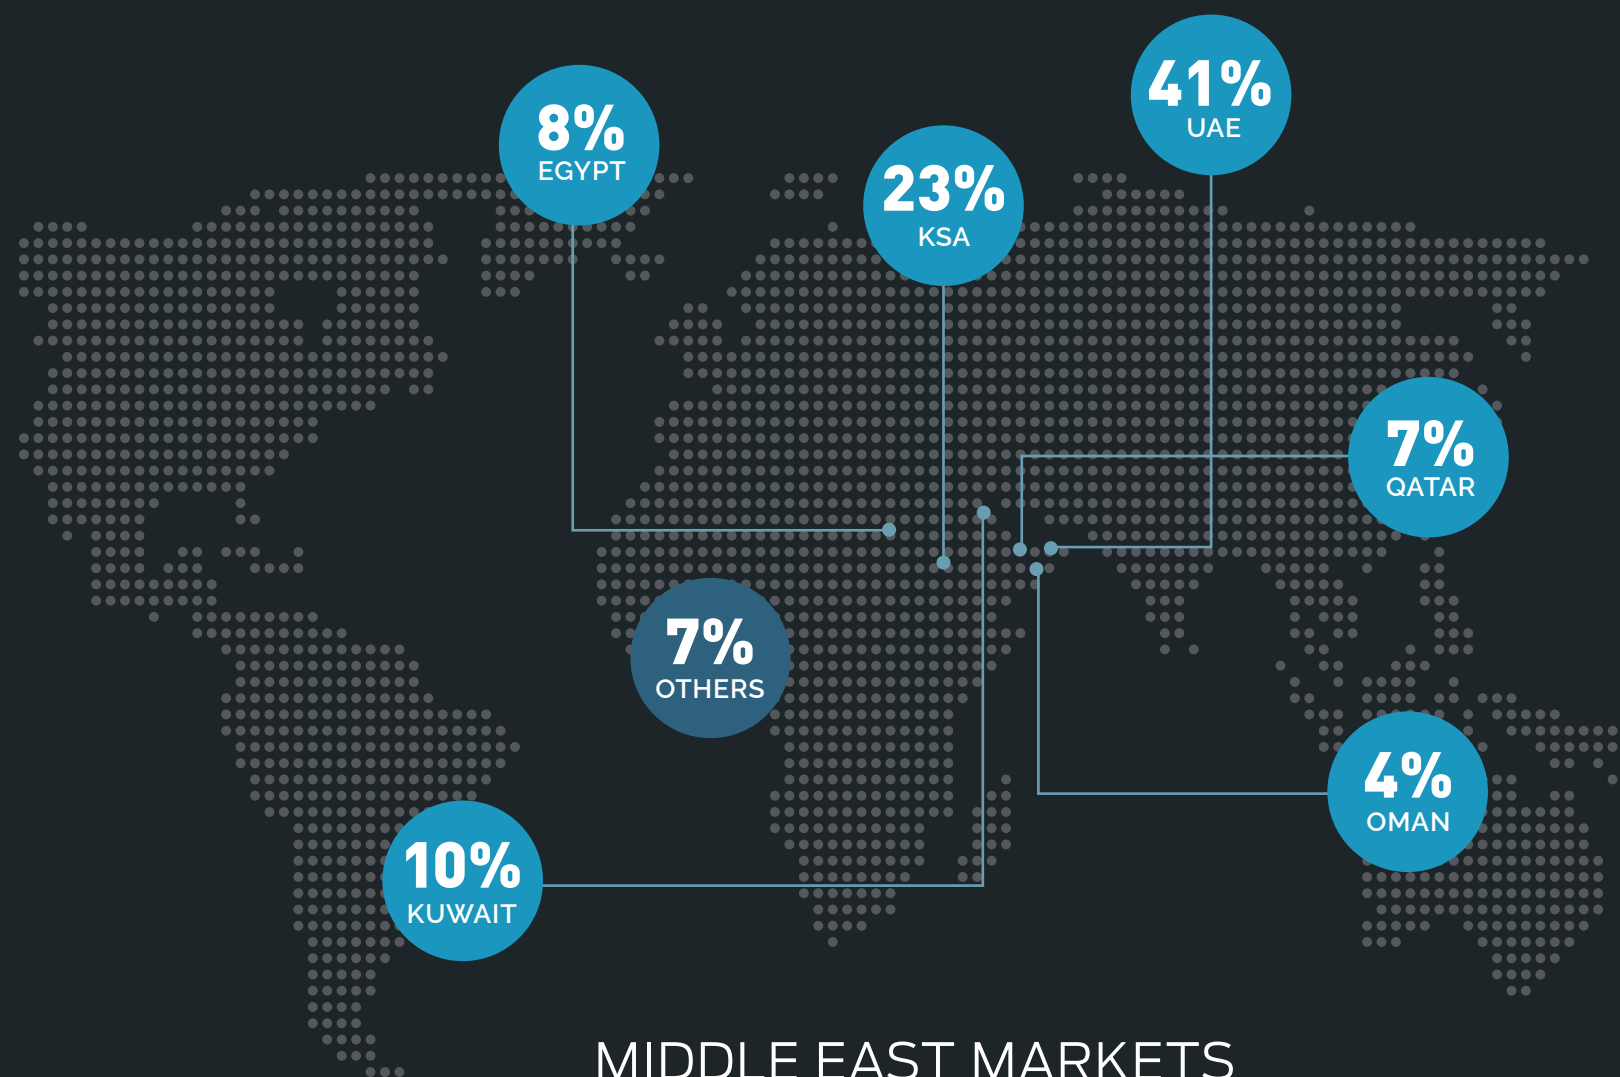 41%
UAE
8%
EGYPT
23%
KSA
7%
QATAR
7%
OTHERS
4%
OMAN
10%
KUWAIT
MIDDLE EAST MARKETS